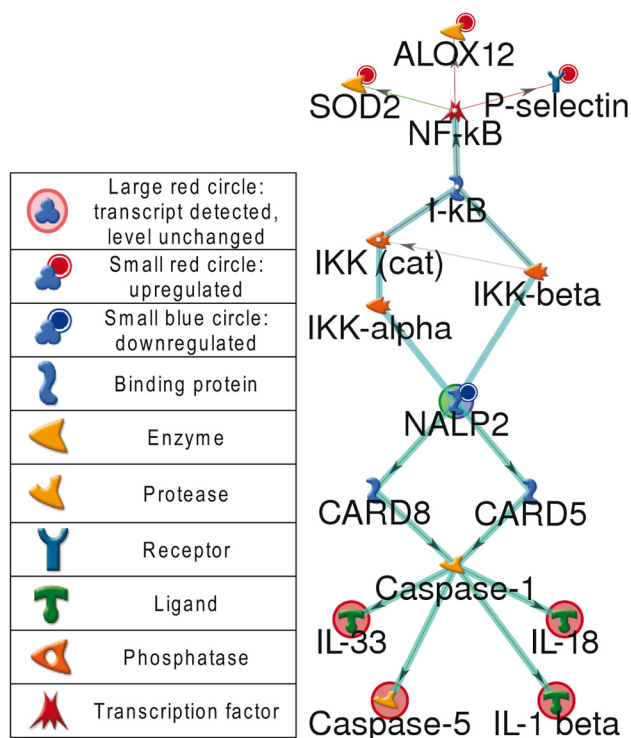 ALOX12
SOD2
P-selectin
NF-kB
I-kB
IKK (cat)
IKK-beta
IKK-alpha
NALP2
CARD8
CARD5
Caspase-1
IL-33
IL-18
Caspase-5
IL-1 beta
Large red circle:
transcript detected,
level unchanged
Small red circle:
upregulated
Small blue circle:
downregulated
Binding protein
Enzyme
Protease
Receptor
Ligand
Phosphatase
Transcription factor